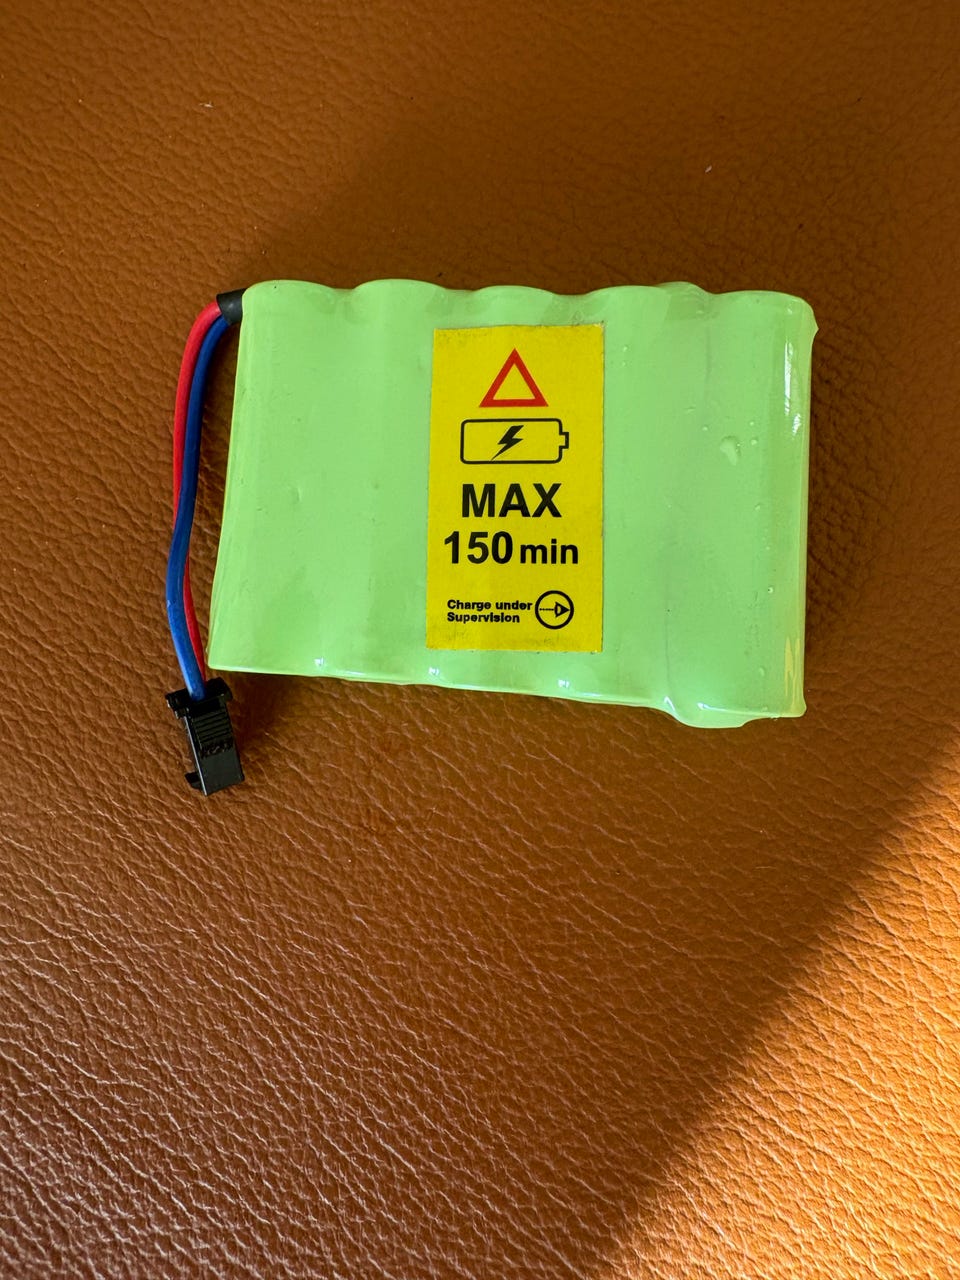 MAX
150 min
Charge under
Supervision